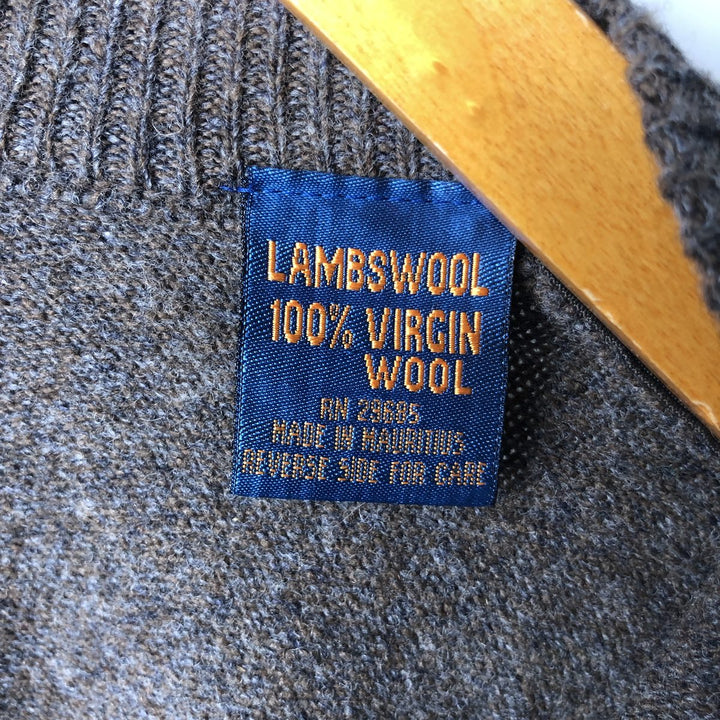 LAMBSWOOL
100% VIRGIN
WOOL
RN 29685
MADE IN MAURITIUS
REVERSE SIDE FOR CARE